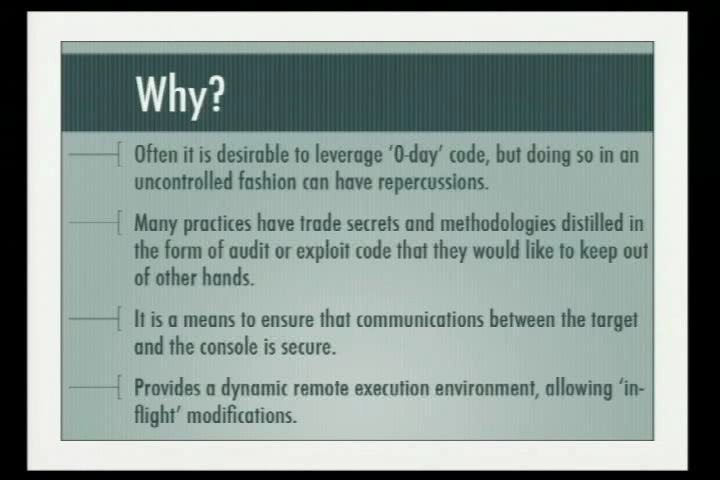 Why?
Often it is desirable to leverage '0-day' code, but doing so in an
uncontrolled fashion can have repercussions.
Many practices have trade secrets and methodologies distilled in
the form of audit or exploit code that they would like to keep out
of other hands.
It is a means to ensure that communications between the target
and the console is secure.
Provides a dynamic remote execution environment, allowing 'in-
flight' modifications.